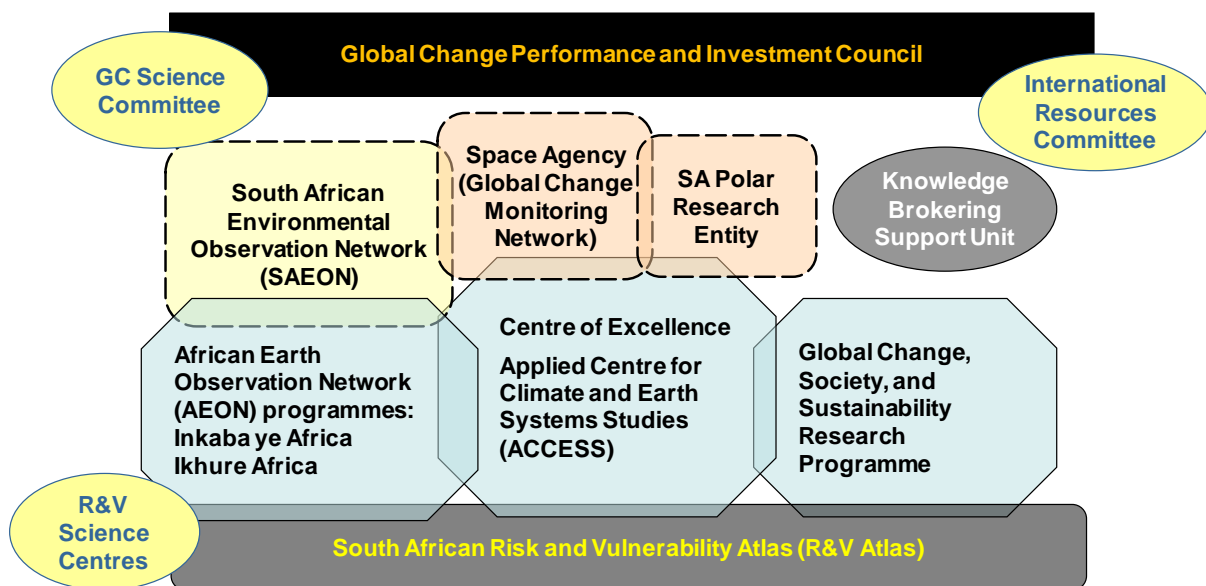 Global Change Performance and Investment Council
GC Science
Committee
International
Resources
Committee
South African
Environmental
Observation Network
(SAEON)
Space Agency
(Global Change
Monitoring
Network)
SA Polar
Research
Entity
Knowledge
Brokering
Support Unit
African Earth
Observation Network
(AEON) programmes:
Inkaba ye Africa
Ikhure Africa
Centre of Excellence
Applied Centre for
Climate and Earth
Systems Studies
(ACCESS)
Global Change,
Society, and
Sustainability
Research
Programme
R&V
Science
Centres
South African Risk and Vulnerability Atlas (R&V Atlas)